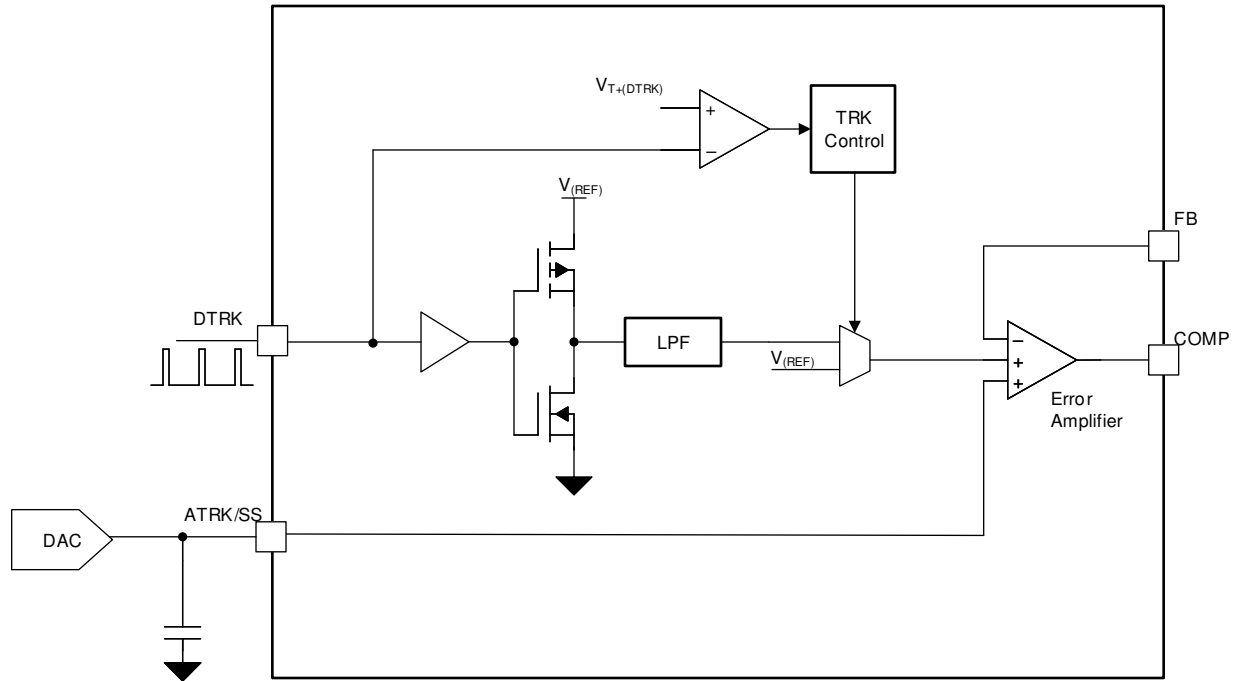 V_T+(DTRK)
+
−
TRK
Control
V_(REF)
FB
DTRK
LPF
V_(REF)
−
+
+
COMP
Error
Amplifier
ATRK/SS
DAC